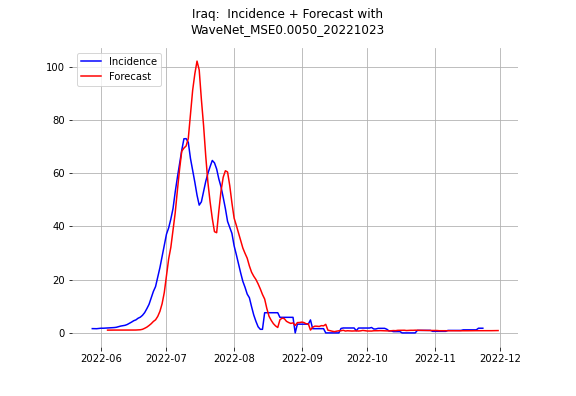 Iraq:  Incidence + Forecast with
WaveNet_MSE0.0050_20221023
Incidence
Forecast
100
80
60
40
20
0
2022-06 2022-07 2022-08 2022-09 2022-10 2022-11 2022-12